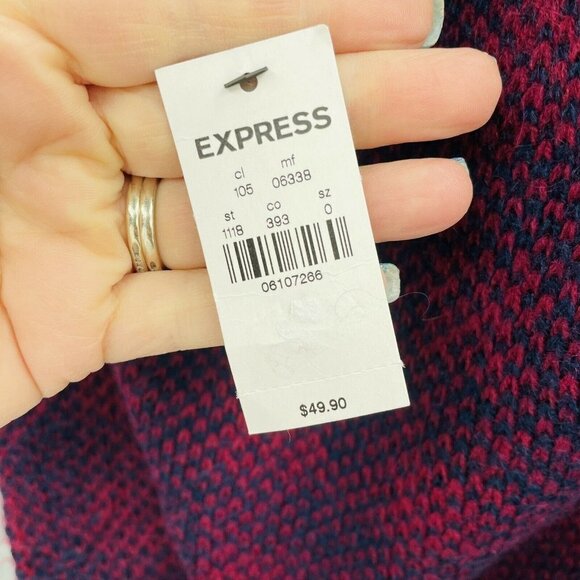 EXPRESS
cl mf
105 06338
st co sz
1118 393 0
06107266
$49.90